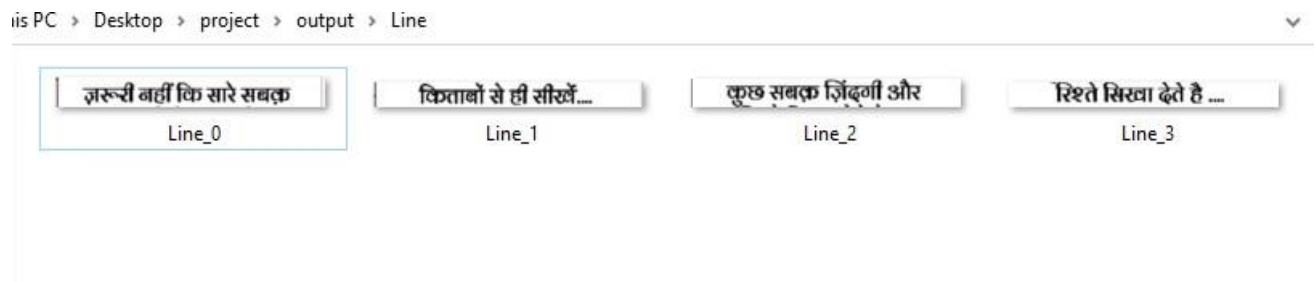 is PC > Desktop > project > output > Line
ज़रूरी नहीं कि सारे सबक़
किताबों से ही सीखें....
कुछ सबक़ ज़िंदगी और
रिश्ते सिखा देते है ....
Line_0
Line_1
Line_2
Line_3